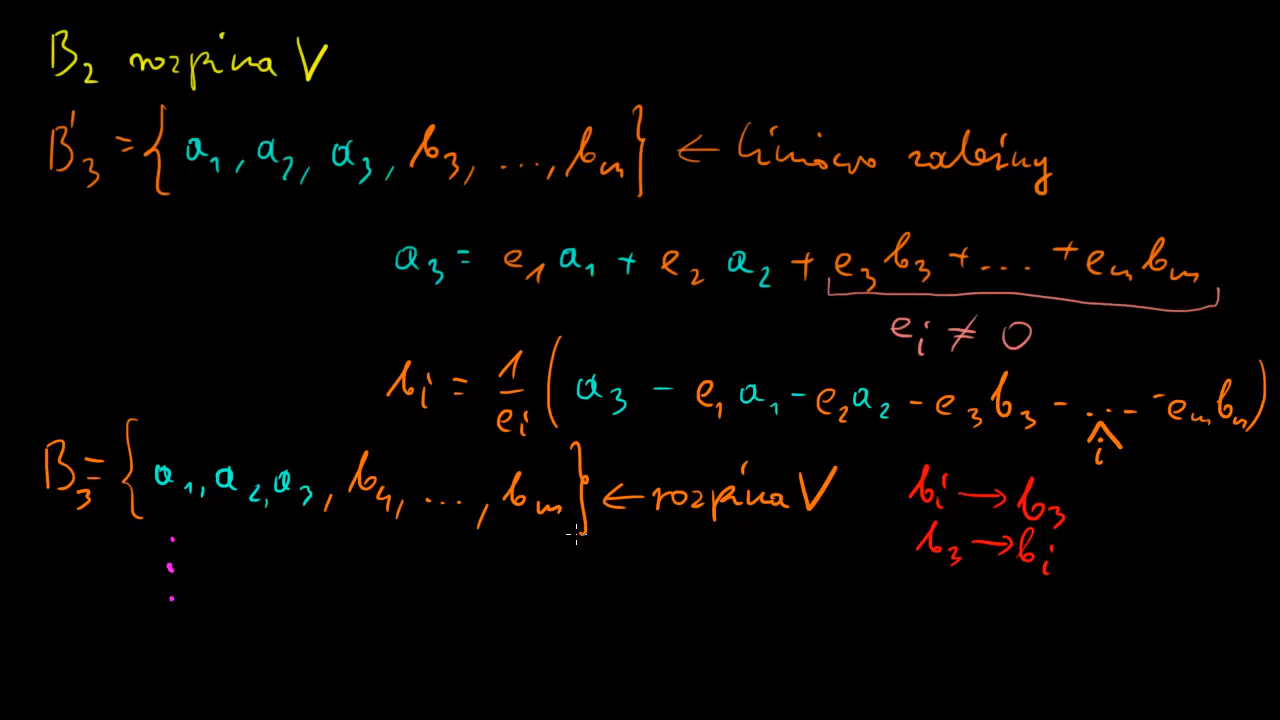 B₂ rozpina V
B'₃ = { a₁, a₂, a₃, b₃, ..., bₘ } ← liniowo zależny
a₃ = e₁a₁ + e₂a₂ + e₃b₃ + ... + eₘbₘ
eᵢ ≠ 0
bᵢ = 1/eᵢ ( a₃ - e₁a₁ - e₂a₂ - e₃b₃ - ... - eₘbₘ )
i
B₃ = { a₁, a₂, a₃, b₄, ..., bₘ } ← rozpina V
bᵢ → b₃
b₃ → bᵢ
⋮